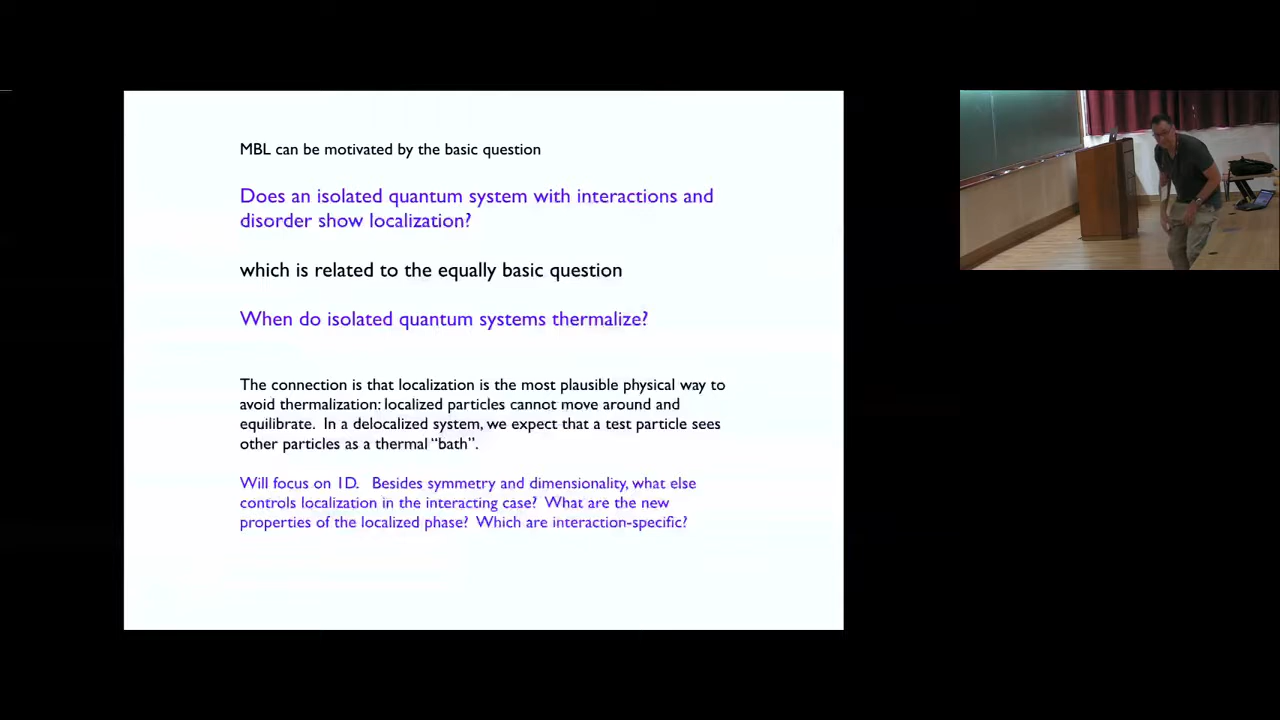 MBL can be motivated by the basic question
Does an isolated quantum system with interactions and
disorder show localization?
which is related to the equally basic question
When do isolated quantum systems thermalize?
The connection is that localization is the most plausible physical way to
avoid thermalization: localized particles cannot move around and
equilibrate.  In a delocalized system, we expect that a test particle sees
other particles as a thermal “bath”.
Will focus on 1D.   Besides symmetry and dimensionality, what else
controls localization in the interacting case?  What are the new
properties of the localized phase?  Which are interaction-specific?